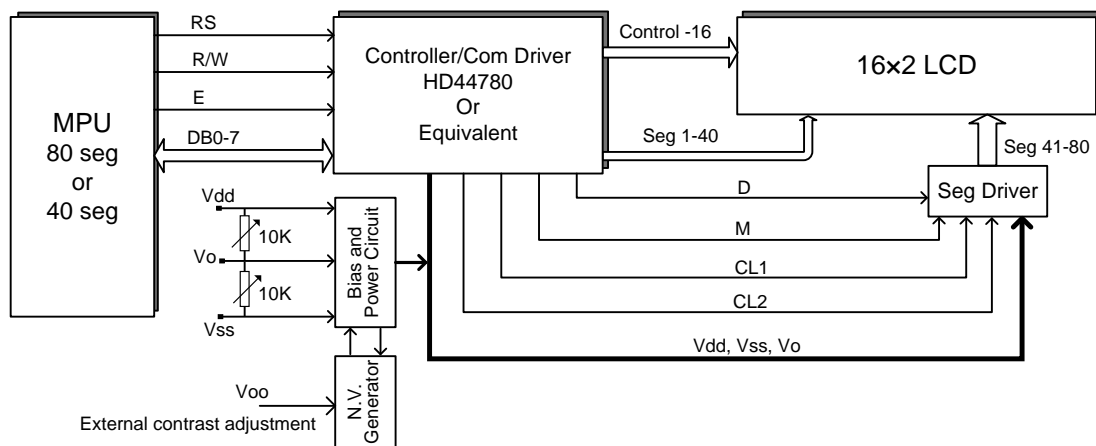 RS
R/W
E
DB0-7
MPU
80 seg
or
40 seg
Controller/Com Driver
HD44780
Or
Equivalent
Control -16
Seg 1-40
16×2 LCD
Seg 41-80
Seg Driver
D
M
CL1
CL2
Vdd, Vss, Vo
Vdd
10K
Vo
10K
Vss
Bias and
Power Circuit
N.V.
Generator
Voo
External contrast adjustment